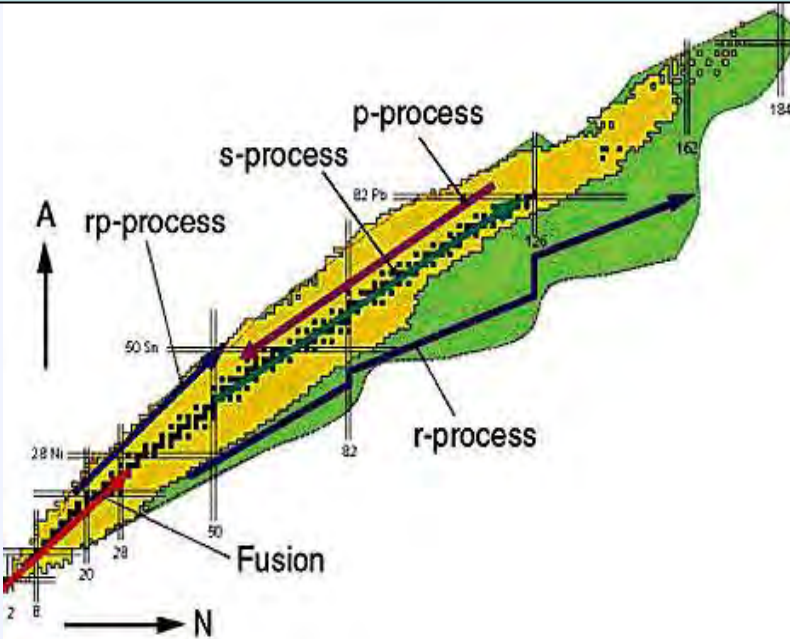 184
162
p-process
s-process
82 Pb
A
rp-process
126
50 Sn
r-process
82
28 Ni
50
28
20
Fusion
2
8
N